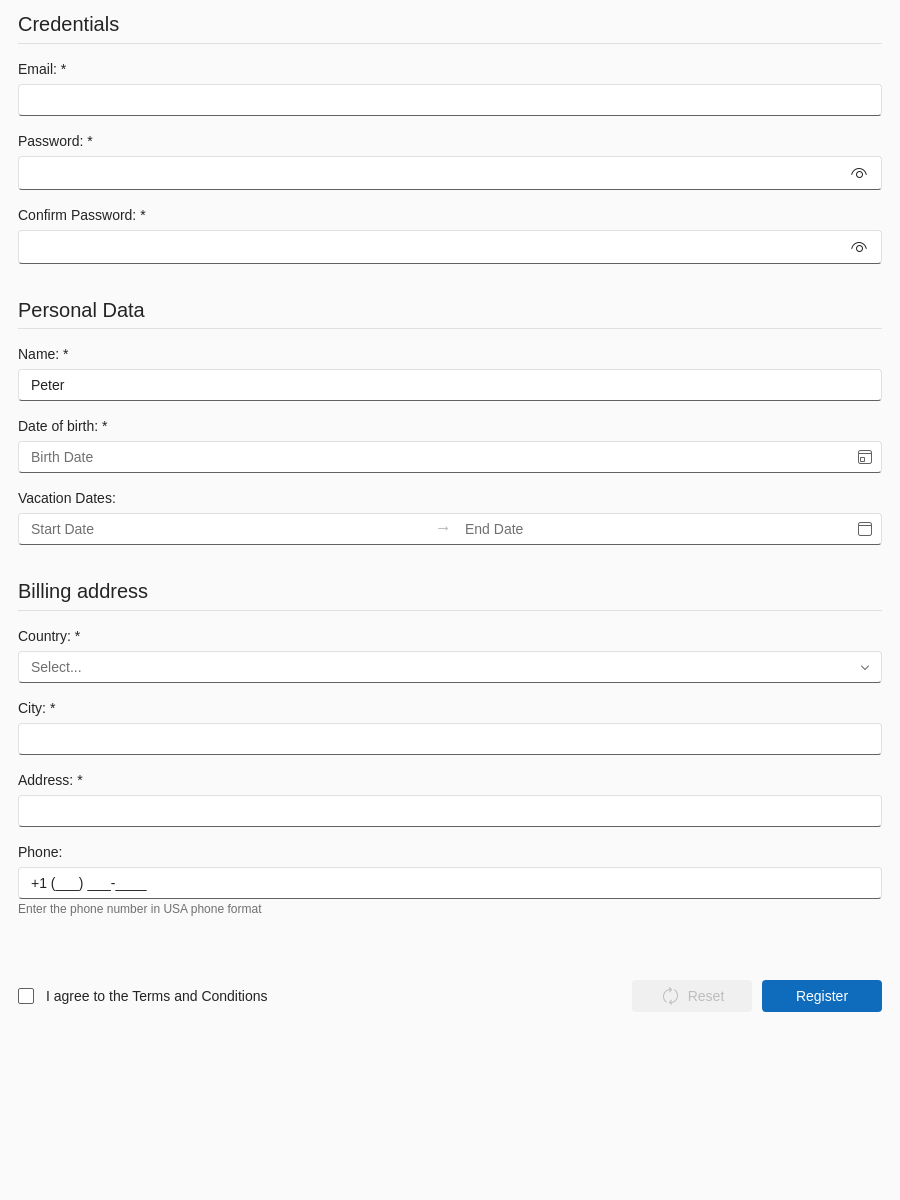 Credentials
Email: *
Password: *
Confirm Password: *
Personal Data
Name: *
Peter
Date of birth: *
Birth Date
Vacation Dates:
Start Date → End Date
Billing address
Country: *
Select...
City: *
Address: *
Phone:
+1 (___) ___-____
Enter the phone number in USA phone format
I agree to the Terms and Conditions Reset Register